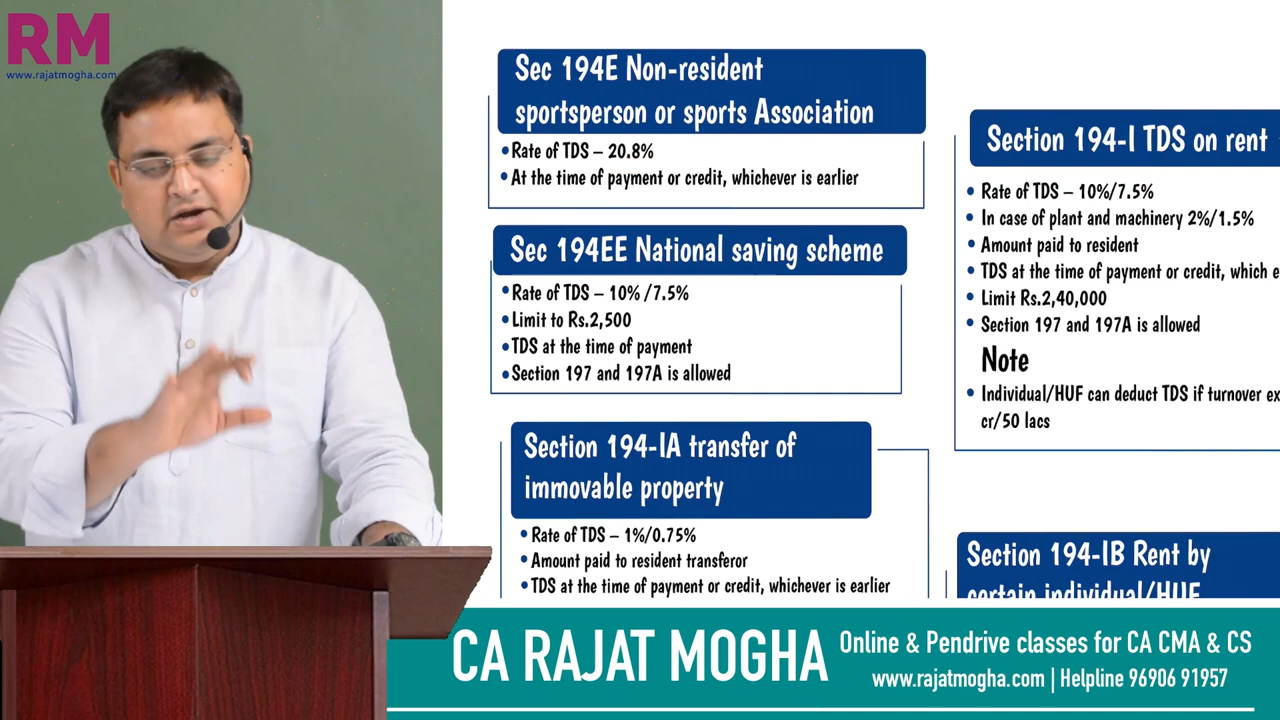 RM
www.rajatmogha.com
Sec 194E Non-resident
sportsperson or sports Association
•Rate of TDS – 20.8%
•At the time of payment or credit, whichever is earlier
Sec 194EE National saving scheme
•Rate of TDS – 10% /7.5%
•Limit to Rs.2,500
•TDS at the time of payment
•Section 197 and 197A is allowed
Section 194-IA transfer of
immovable property
• Rate of TDS – 1%/0.75%
• Amount paid to resident transferor
• TDS at the time of payment or credit, whichever is earlier
Section 194-I TDS on rent
• Rate of TDS – 10%/7.5%
• In case of plant and machinery 2%/1.5%
• Amount paid to resident
• TDS at the time of payment or credit, which e
• Limit Rs.2,40,000
• Section 197 and 197A is allowed
Note
• Individual/HUF can deduct TDS if turnover ex
cr/50 lacs
Section 194-IB Rent by
certain individual/HUF
CA RAJAT MOGHA
Online & Pendrive classes for CA CMA & CS
www.rajatmogha.com | Helpline 96906 91957